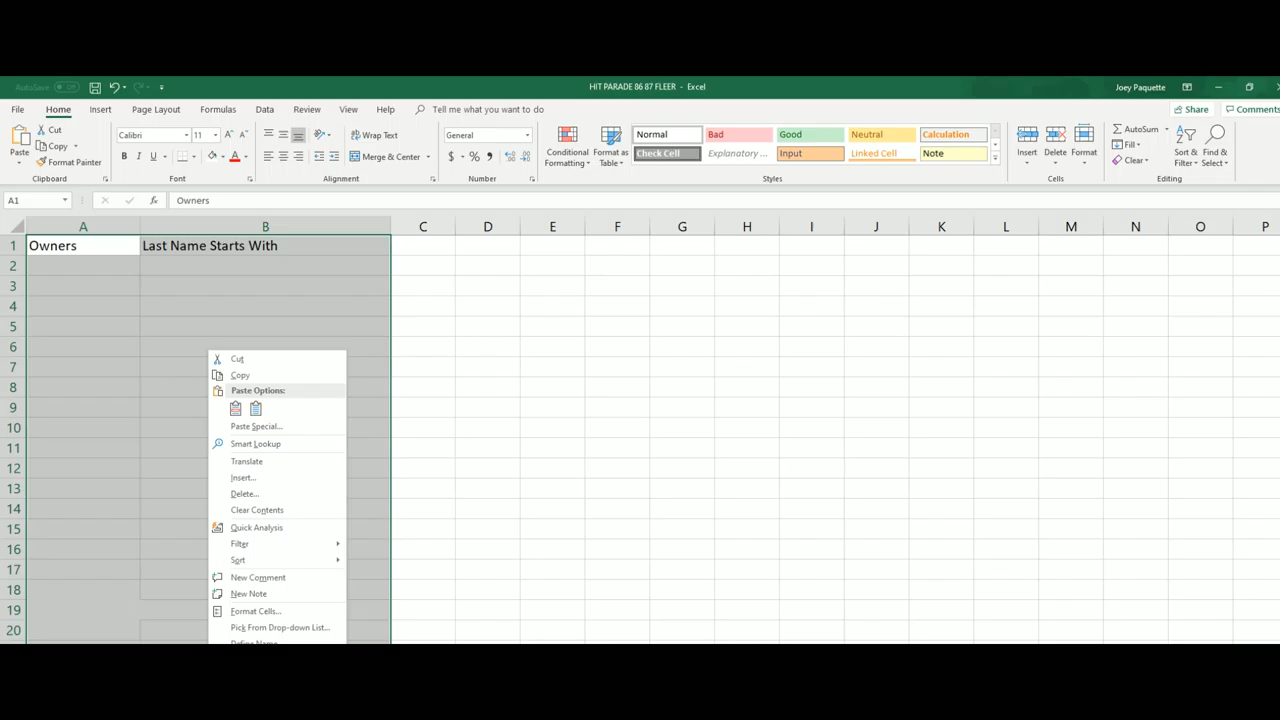 AutoSave Off
HIT PARADE 86 87 FLEER - Excel
Joey Paquette
File Home Insert Page Layout Formulas Data Review View Help Tell me what you want to do
Share Comments
Paste
Cut
Copy
Format Painter
Clipboard
Calibri 11 A A
B I U A
Font
Wrap Text
Merge & Center
Alignment
General
$ % 9
Number
Conditional Formatting
Format as Table
Normal Bad Good Neutral Calculation
Check Cell Explanatory ... Input Linked Cell Note
Styles
Insert Delete Format
Cells
AutoSum
Fill
Clear
Sort & Filter
Find & Select
Editing
A1 fx Owners
A B C D E F G H I J K L M N O P
1 Owners Last Name Starts With
2
3
4
5
6
7
8
9
10
11
12
13
14
15
16
17
18
19
20
Cut
Copy
Paste Options:
Paste Special...
Smart Lookup
Translate
Insert...
Delete...
Clear Contents
Quick Analysis
Filter
Sort
New Comment
New Note
Format Cells...
Pick From Drop-down List...